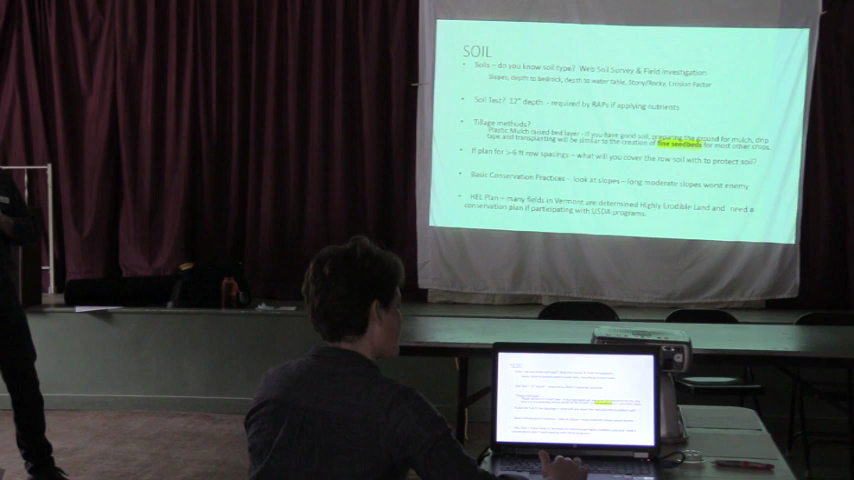 SOIL
• Soils – do you know soil type? Web Soil Survey & Field Investigation
Slopes, depth to bedrock, depth to water table, Stony/Rocky, Erosion Factor
• Soil Test? 12" depth - required by RAPs if applying nutrients
• Tillage methods?
Plastic Mulch raised bed layer – if you have good soil, preparing the ground for mulch, drip
tape and transplanting will be similar to the creation of fine seedbeds for most other crops.
• If plan for 5-6 ft row spacings – what will you cover the row soil with to protect soil?
• Basic Conservation Practices - look at slopes – long moderate slopes worst enemy
• HEL Plan – many fields in Vermont are determined Highly Erodible Land and need a
conservation plan if participating with USDA programs.